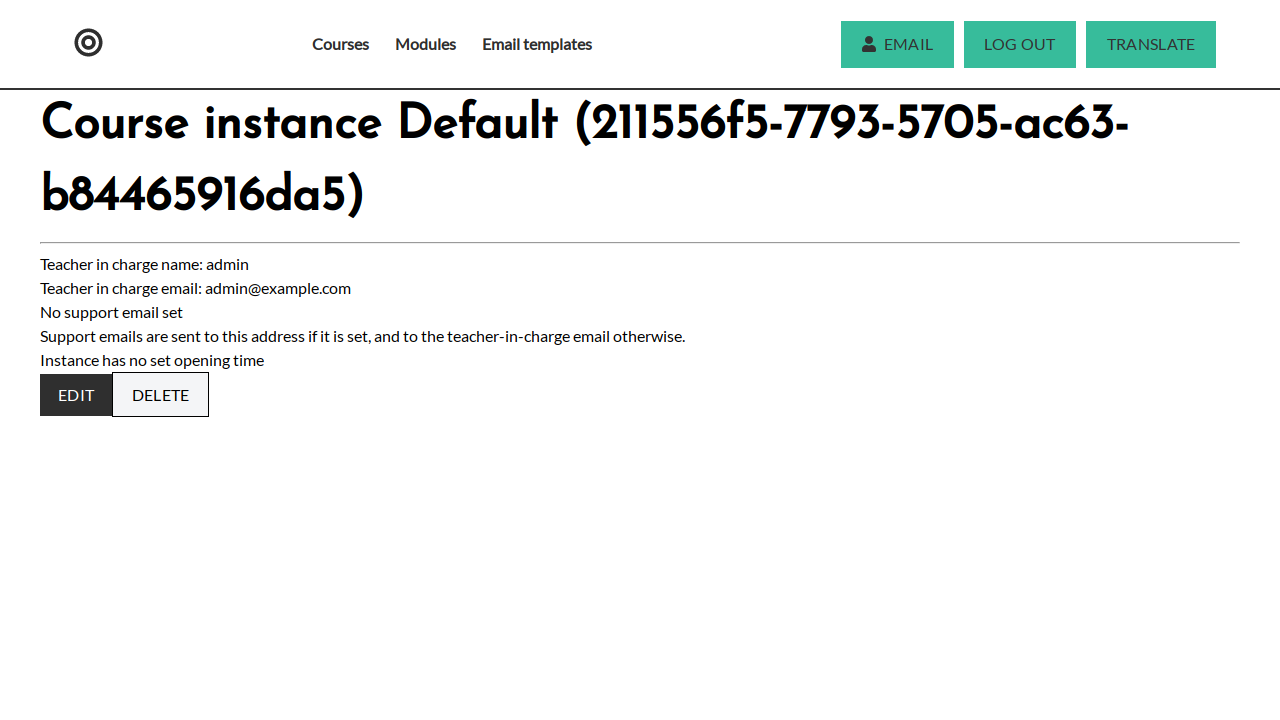 Courses Modules Email templates EMAIL LOG OUT TRANSLATE
Course instance Default (211556f5-7793-5705-ac63-
b84465916da5)
Teacher in charge name: admin
Teacher in charge email: admin@example.com
No support email set
Support emails are sent to this address if it is set, and to the teacher-in-charge email otherwise.
Instance has no set opening time
EDIT DELETE